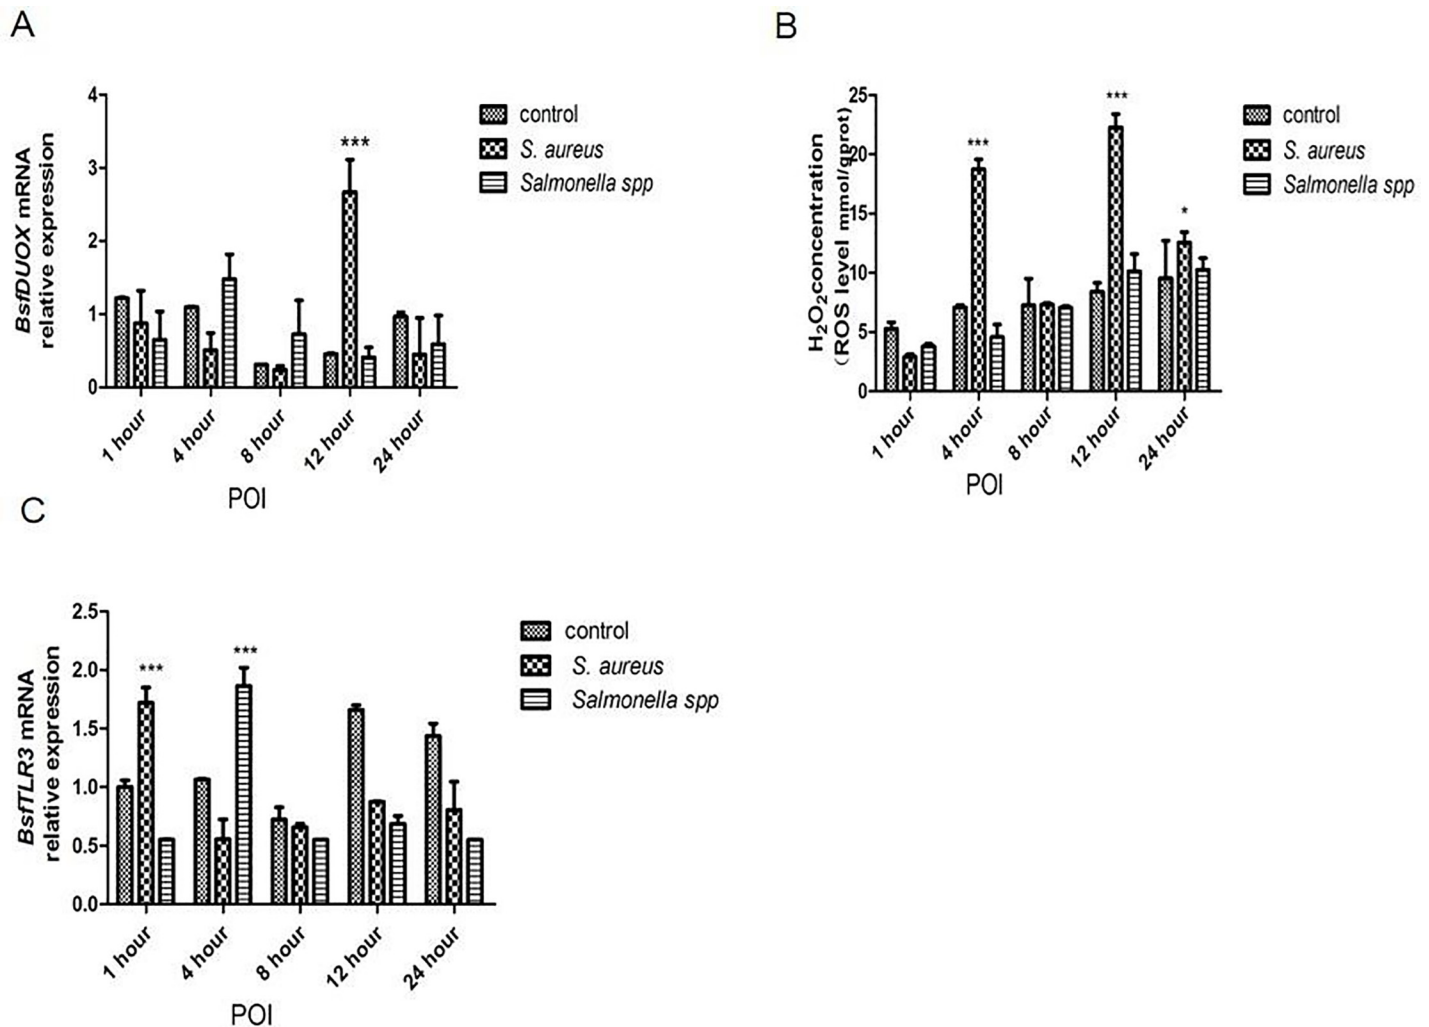 A
BsfDUOX mRNA
relative expression
4
3
2
1
0
***
1 hour
4 hour
8 hour
12 hour
24 hour
POI
control
S. aureus
Salmonella spp
B
H2O2concentration
(ROS level mmol/gprot)
25
20
15
10
5
0
***
***
*
1 hour
4 hour
8 hour
12 hour
24 hour
POI
control
S. aureus
Salmonella spp
C
BsfTLR3 mRNA
relative expression
2.5
2.0
1.5
1.0
0.5
0.0
***
***
1 hour
4 hour
8 hour
12 hour
24 hour
POI
control
S. aureus
Salmonella spp